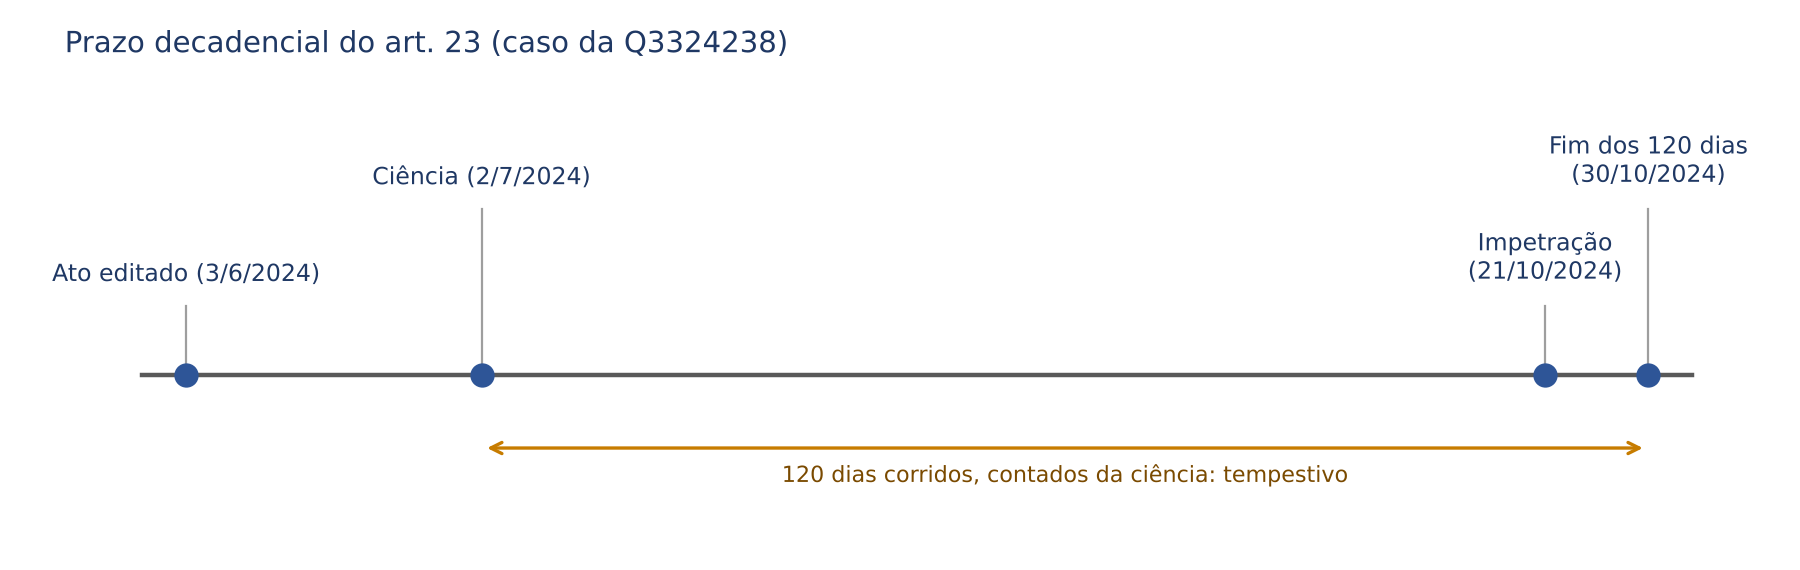 Prazo decadencial do art. 23 (caso da Q3324238)
Fim dos 120 dias
(30/10/2024)
Ciência (2/7/2024)
Impetração
(21/10/2024)
Ato editado (3/6/2024)
120 dias corridos, contados da ciência: tempestivo